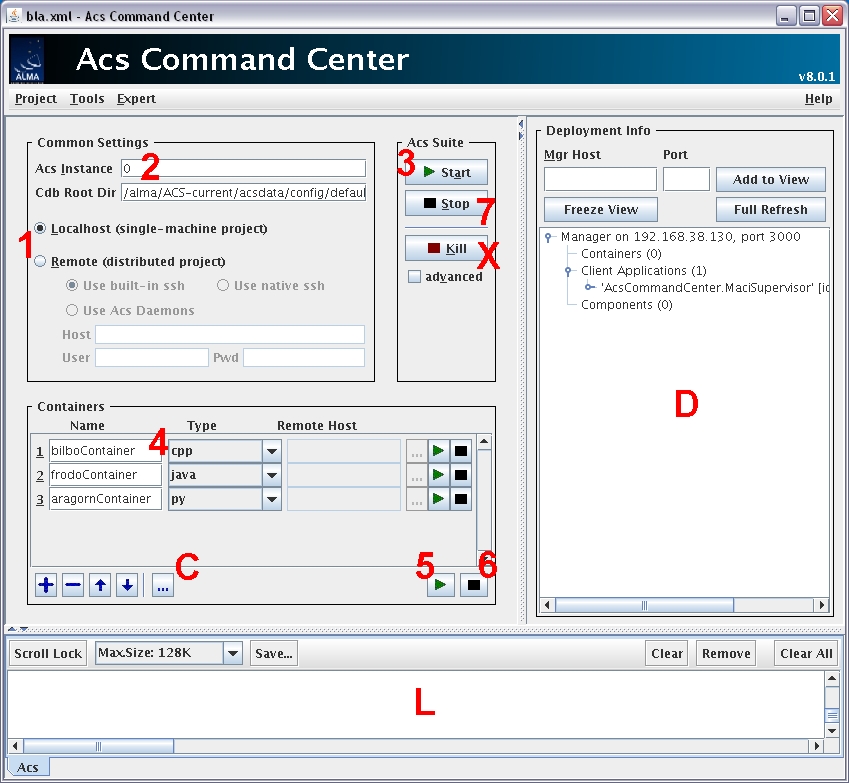 bla.xml - Acs Command Center
ALMA
Acs Command Center
v8.0.1
Project Tools Expert Help
Common Settings
Acs Instance 0
2
Cdb Root Dir /alma/ACS-current/acsdata/config/defaul
1
Localhost (single-machine project)
Remote (distributed project)
Use built-in ssh Use native ssh
Use Acs Daemons
Host
User Pwd
Acs Suite
3
Start
Stop
7
Kill
X
advanced
Deployment Info
Mgr Host Port
Add to View
Freeze View Full Refresh
Manager on 192.168.38.130, port 3000
Containers (0)
Client Applications (1)
'AcsCommandCenter.MaciSupervisor' [id
Components (0)
D
Containers
Name Type Remote Host
4
1 bilboContainer cpp ...
2 frodoContainer java ...
3 aragornContainer py ...
C
5
6
...
Scroll Lock Max.Size: 128K Save... Clear Remove Clear All
L
Acs